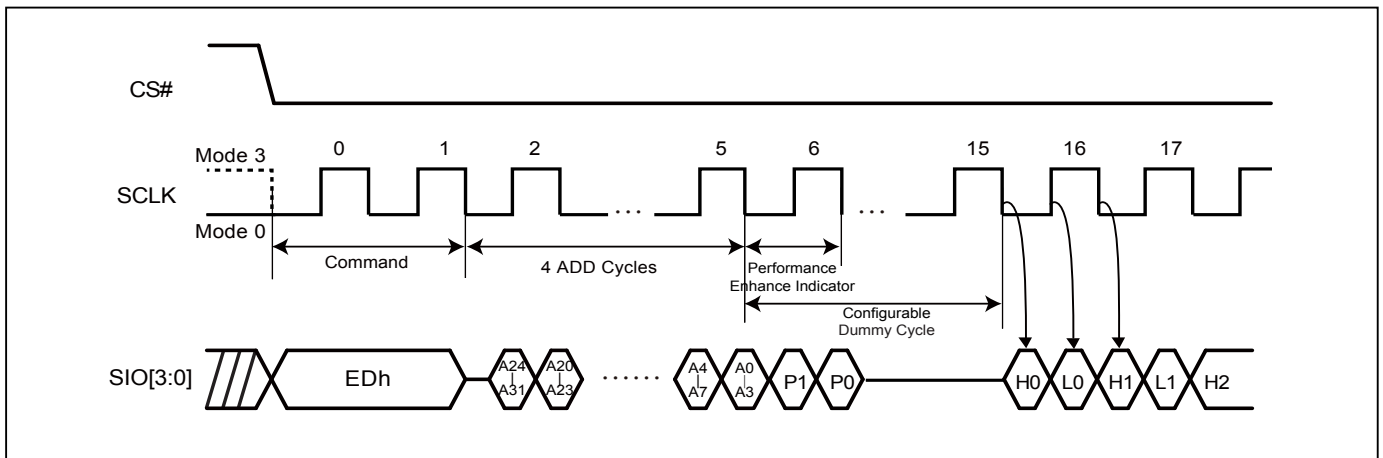 CS#
Mode 3
0 1 2 5 6 15 16 17
SCLK
...
...
Mode 0
Command
4 ADD Cycles
Performance
Enhance Indicator
Configurable
Dummy Cycle
SIO[3:0]
EDh
A24
|
A31
A20
|
A23
......
A4
|
A7
A0
|
A3
P1
P0
H0
L0
H1
L1
H2